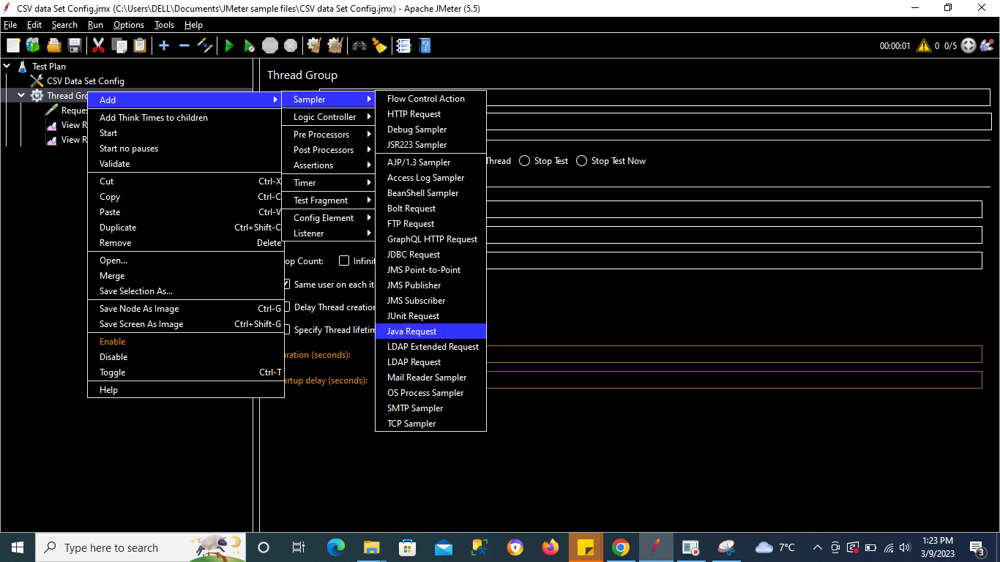 CSV data Set Config.jmx (C:\Users\DELL\Documents\JMeter sample files\CSV data Set Config.jmx) - Apache JMeter (5.5)
File Edit Search Run Options Tools Help
00:00:01 0 0/5
Test Plan
CSV Data Set Config
Thread Gro
Reques
View R
View R
Add
Add Think Times to children
Start
Start no pauses
Validate
Cut Ctrl-X
Copy Ctrl-C
Paste Ctrl-V
Duplicate Ctrl+Shift-C
Remove Delete
Open...
Merge
Save Selection As...
Save Node As Image Ctrl-G
Save Screen As Image Ctrl+Shift-G
Enable
Disable
Toggle Ctrl-T
Help
Sampler
Logic Controller
Pre Processors
Post Processors
Assertions
Timer
Test Fragment
Config Element
Listener
Flow Control Action
HTTP Request
Debug Sampler
JSR223 Sampler
AJP/1.3 Sampler
Access Log Sampler
BeanShell Sampler
Bolt Request
FTP Request
GraphQL HTTP Request
JDBC Request
JMS Point-to-Point
JMS Publisher
JMS Subscriber
JUnit Request
Java Request
LDAP Extended Request
LDAP Request
Mail Reader Sampler
OS Process Sampler
SMTP Sampler
TCP Sampler
Thread Group
Thread Stop Test Stop Test Now
op Count: Infinit
Same user on each it
Delay Thread creation
Specify Thread lifetim
uration (seconds):
artup delay (seconds):
Type here to search
7°C
1:23 PM
3/9/2023
3